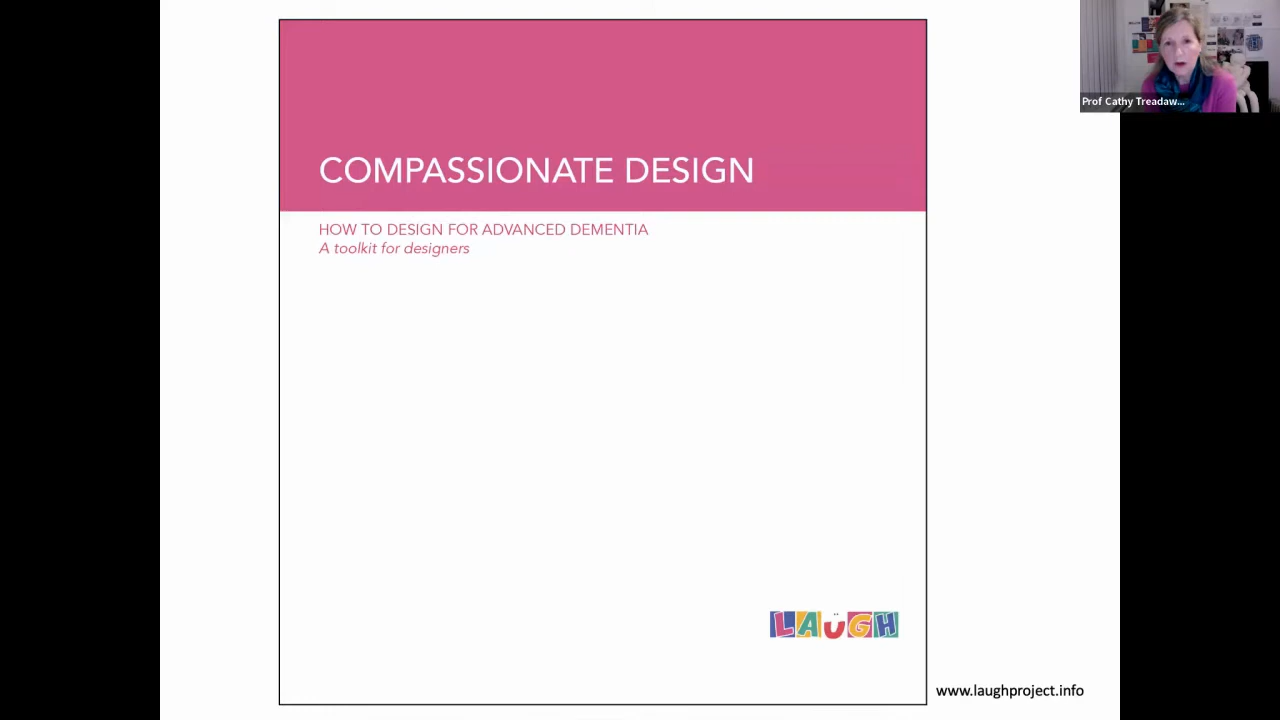 COMPASSIONATE DESIGN
HOW TO DESIGN FOR ADVANCED DEMENTIA
A toolkit for designers
LAUGH
www.laughproject.info
Prof Cathy Treadaw...